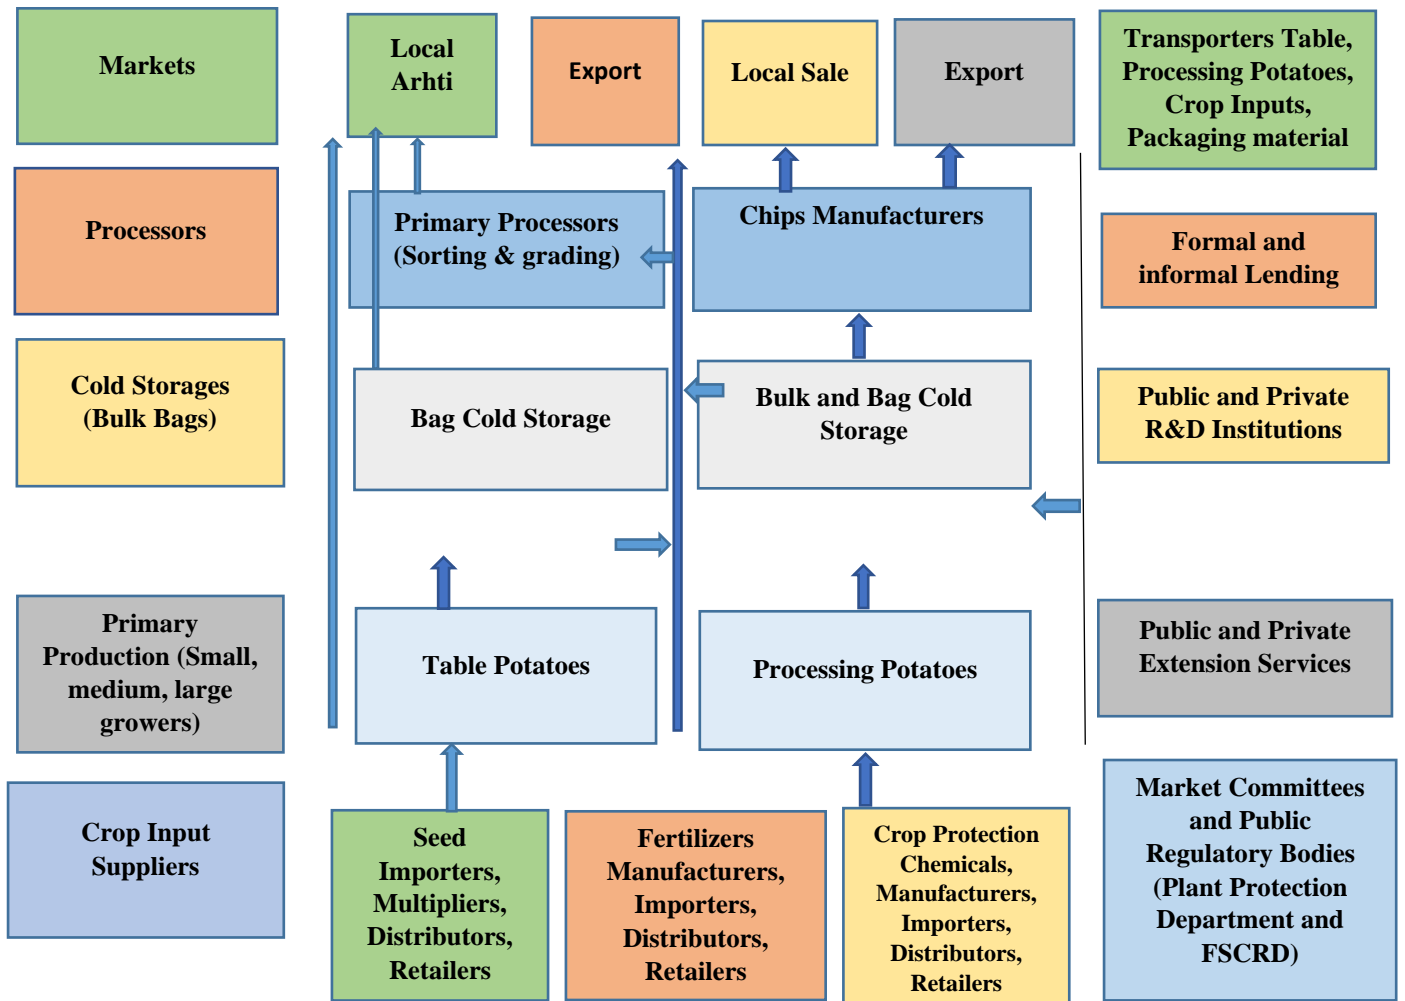 Markets
Local
Arhti
Export
Local Sale
Export
Transporters Table,
Processing Potatoes,
Crop Inputs,
Packaging material
Processors
Primary Processors
(Sorting & grading)
Chips Manufacturers
Formal and
informal Lending
Cold Storages
(Bulk Bags)
Bag Cold Storage
Bulk and Bag Cold
Storage
Public and Private
R&D Institutions
Primary
Production (Small,
medium, large
growers)
Table Potatoes
Processing Potatoes
Public and Private
Extension Services
Crop Input
Suppliers
Seed
Importers,
Multipliers,
Distributors,
Retailers
Fertilizers
Manufacturers,
Importers,
Distributors,
Retailers
Crop Protection
Chemicals,
Manufacturers,
Importers,
Distributors,
Retailers
Market Committees
and Public
Regulatory Bodies
(Plant Protection
Department and
FSCRD)